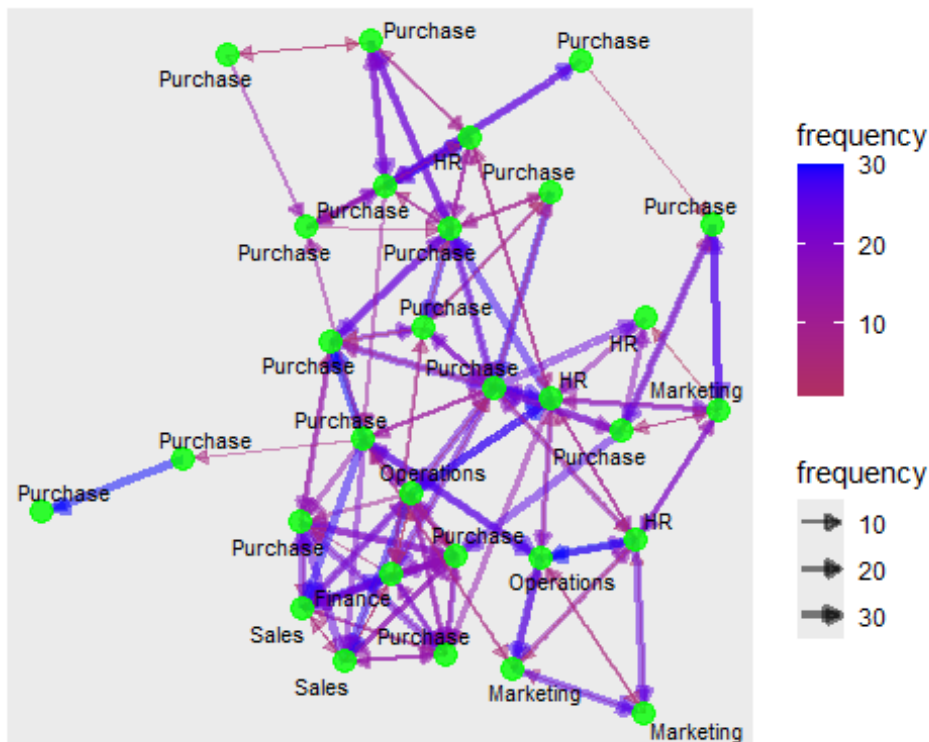 Purchase
Purchase
Purchase
HR
Purchase
Purchase
Purchase
Purchase
Purchase
Purchase
Purchase
Purchase
HR
HR
Marketing
Purchase
Purchase
Purchase
Purchase
Operations
Purchase
Purchase
HR
Operations
Finance
Sales
Purchase
Sales
Marketing
Marketing
frequency
30
20
10
frequency
10
20
30